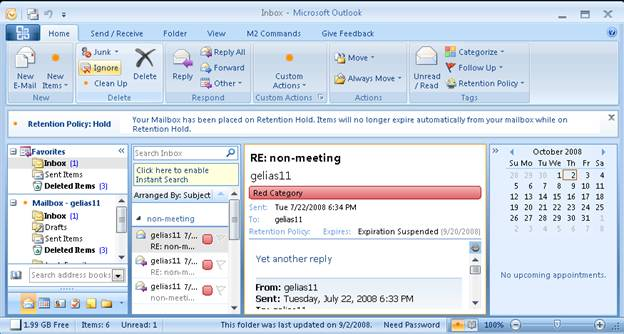 Inbox - Microsoft Outlook
Home Send / Receive Folder View M2 Commands Give Feedback
New E-Mail
New Items
New
Junk
Ignore
Clean Up
Delete
Delete
Reply
Reply All
Forward
Other
Respond
Custom Actions
Custom Actions
Move
Always Move
Actions
Unread / Read
Categorize
Follow Up
Retention Policy
Tags
Retention Policy: Hold
Your Mailbox has been placed on Retention Hold. Items will no longer expire automatically from your mailbox while on
Retention Hold.
Favorites
Inbox (1)
Sent Items
Deleted Items (3)
Mailbox - gelias11
Inbox (1)
Drafts
Sent Items
Deleted Items (3)
Search address books
Search Inbox
Click here to enable
Instant Search
Arranged By: Subject
non-meeting
gelias11 7/...
RE: non-m...
gelias11 7/...
RE: non-m...
gelias11 7/...
non-meeti...
RE: non-meeting
gelias11
Red Category
Sent: Tue 7/22/2008 6:34 PM
To: gelias11
Retention Policy: Expires: Expiration Suspended (9/20/2008)
Yet another reply
From: gelias11
Sent: Tuesday, July 22, 2008 6:33 PM
To: gelias11
October 2008
Su Mo Tu We Th Fr Sa
28 29 30 1 2 3 4
5 6 7 8 9 10 11
12 13 14 15 16 17 18
19 20 21 22 23 24 25
26 27 28 29 30 31 1
2 3 4 5 6 7 8
No upcoming appointments.
1.99 GB Free Items: 6 Unread: 1 This folder was last updated on 9/2/2008. Need Password 100%